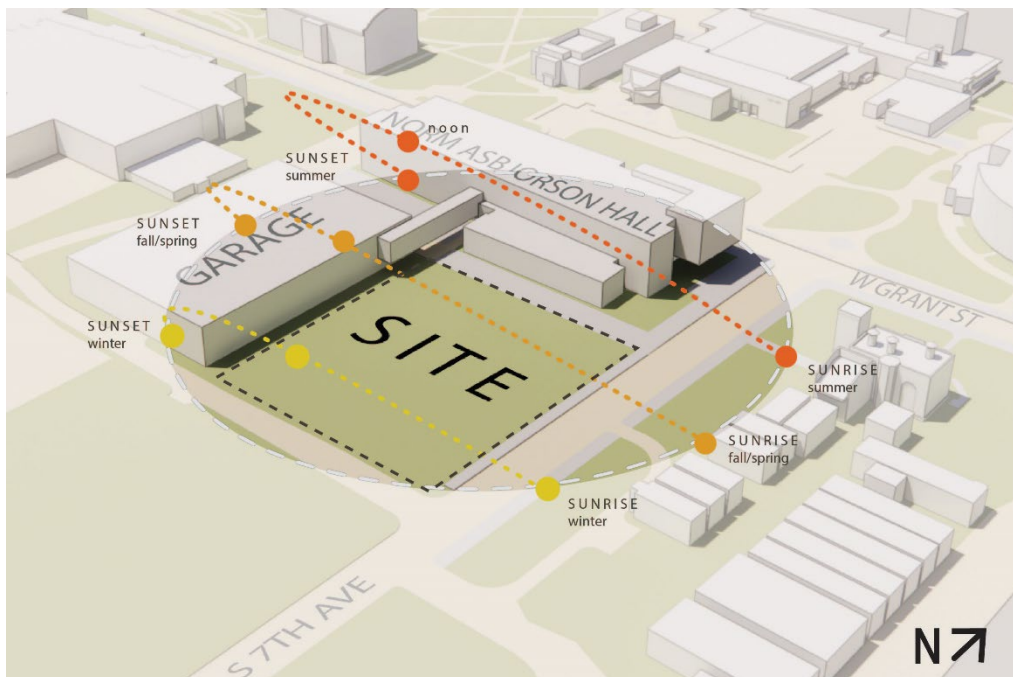 noon
NORM ASBJORNSON HALL
SUNSET
summer
SUNSET
fall/spring
GARAGE
W GRANT ST
SUNSET
winter
SITE
SUNRISE
summer
SUNRISE
fall/spring
SUNRISE
winter
S 7TH AVE
N